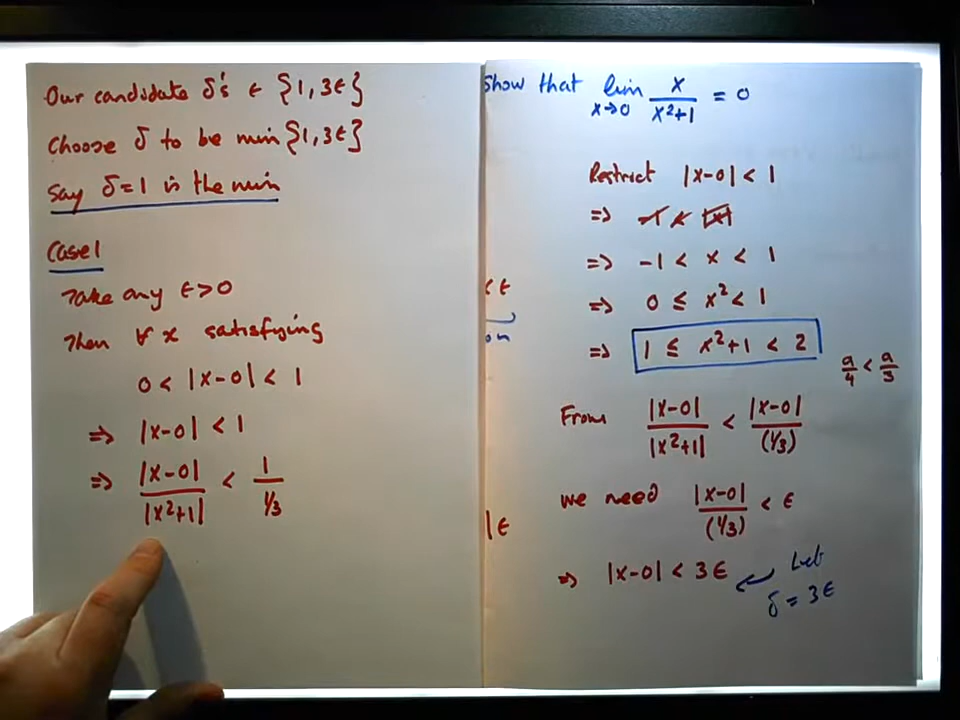 Our candidate δ's ∈ {1, 3ϵ}
Choose δ to be min {1, 3ϵ}
Say δ=1 is the min
Case 1
Take any ϵ>0
Then ∀ x satisfying
0 < |x-0| < 1
⇒ |x-0| < 1
⇒ |x-0| / |x²+1| < 1 / ⅓
Show that lim x→0 x / x²+1 = 0
Restrict |x-0| < 1
⇒ -1 < x < 1
⇒ 0 ≤ x² < 1
⇒ 1 ≤ x²+1 < 2
a/4 < a/3
From |x-0| / |x²+1| < |x-0| / (⅓)
we need |x-0| / (⅓) < ϵ
⇒ |x-0| < 3ϵ
Let
δ = 3ϵ
< ϵ
on
| ϵ